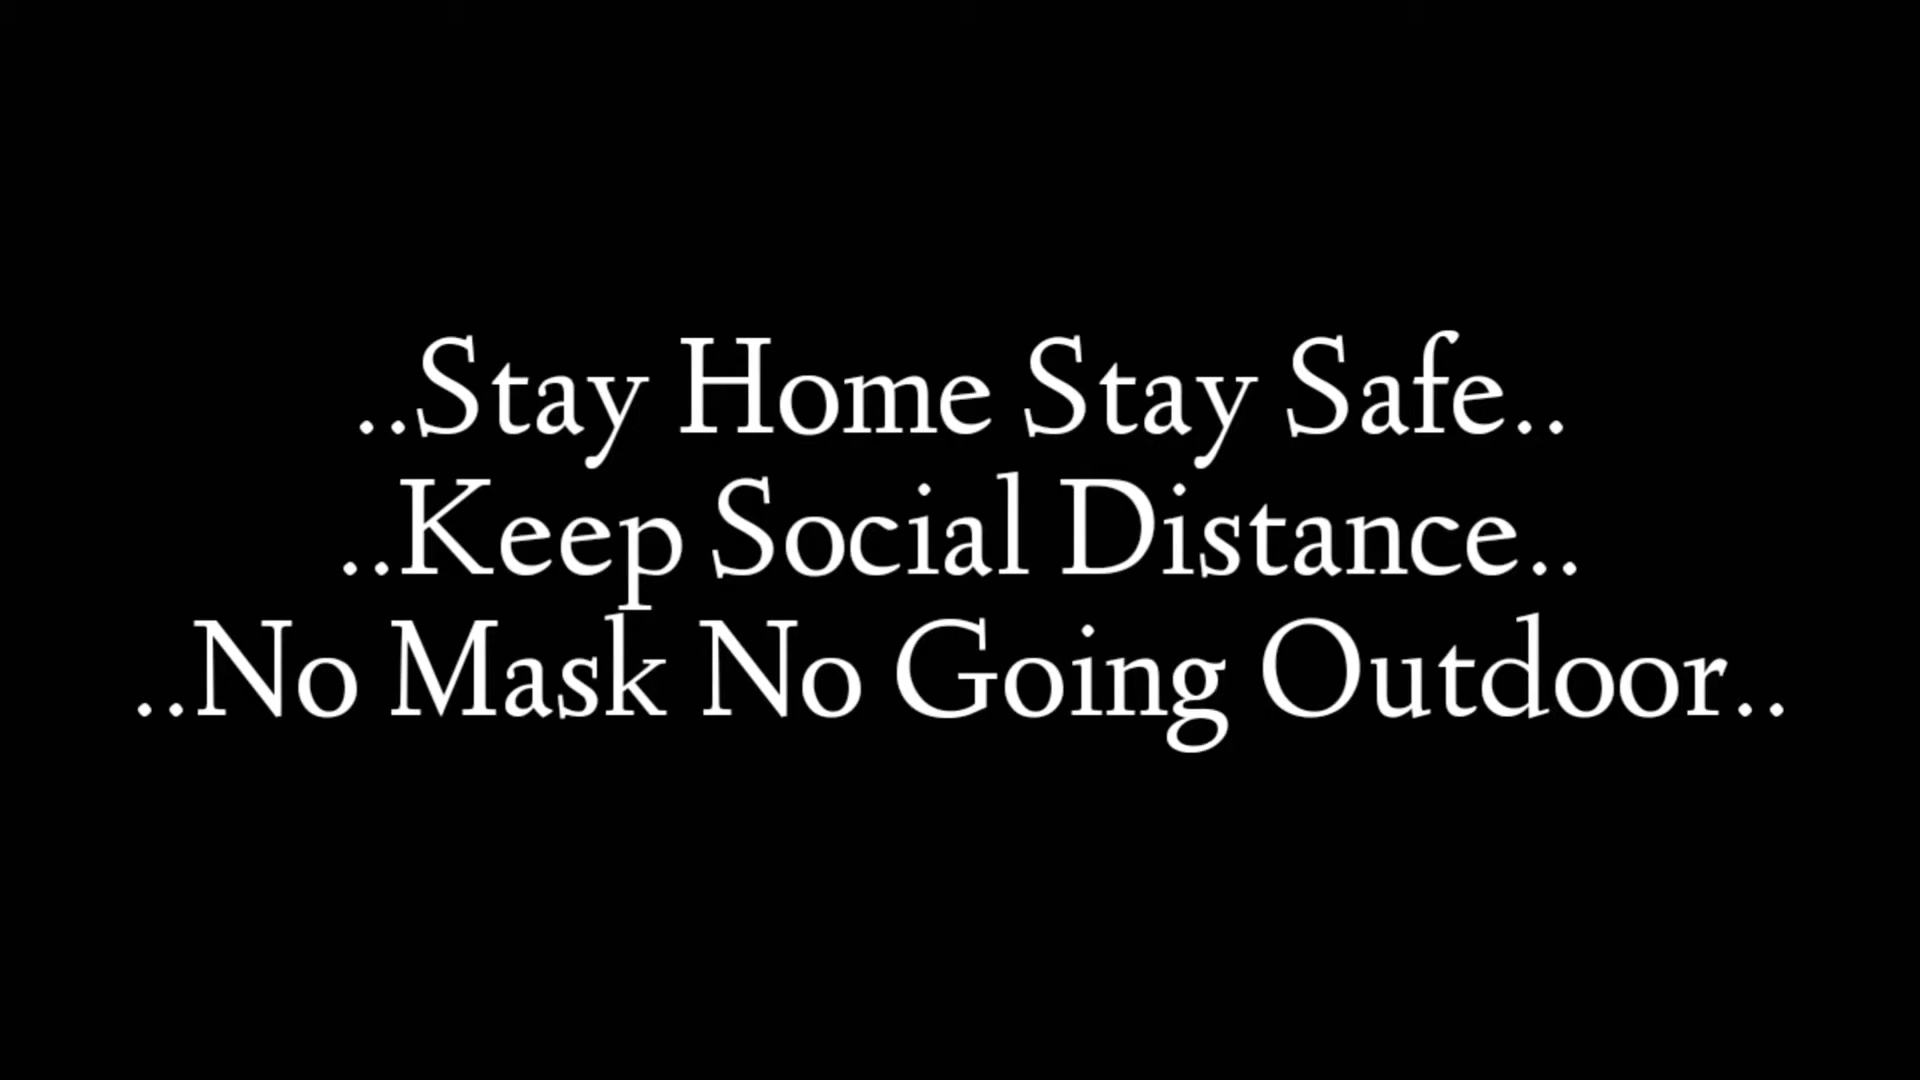 ..Stay Home Stay Safe..
..Keep Social Distance..
..No Mask No Going Outdoor..